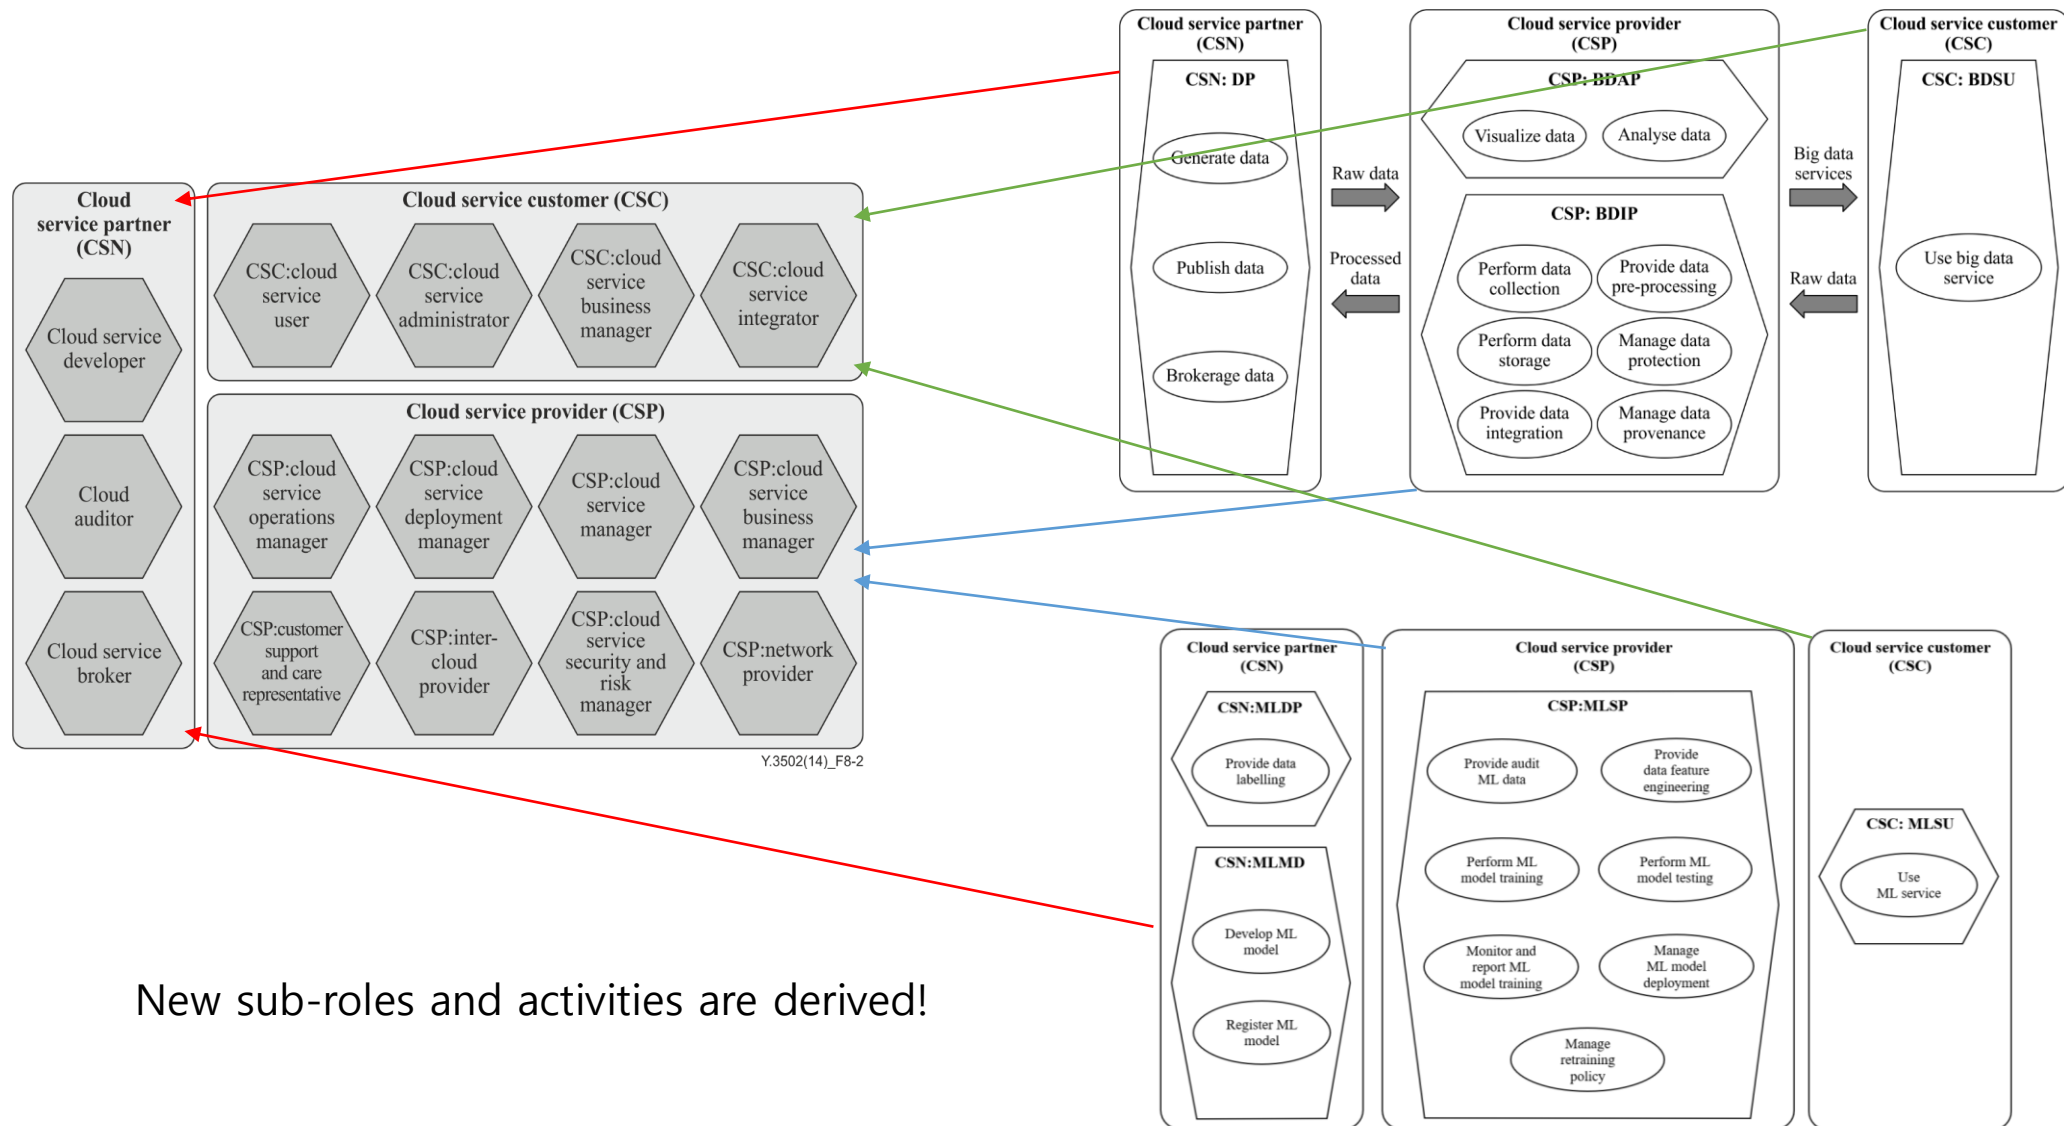 Cloud
service partner
(CSN)
Cloud service
developer
Cloud
auditor
Cloud service
broker
Cloud service customer (CSC)
CSC:cloud
service
user
CSC:cloud
service
administrator
CSC:cloud
service
business
manager
CSC:cloud
service
integrator
Cloud service provider (CSP)
CSP:cloud
service
operations
manager
CSP:cloud
service
deployment
manager
CSP:cloud
service
manager
CSP:cloud
service
business
manager
CSP:customer
support
and care
representative
CSP:inter-
cloud
provider
CSP:cloud
service
security and
risk
manager
CSP:network
provider
Y.3502(14)_F8-2
Cloud service partner
(CSN)
CSN: DP
Generate data
Publish data
Brokerage data
Raw data
Processed
data
Cloud service provider
(CSP)
CSP: BDAP
Visualize data
Analyse data
CSP: BDIP
Perform data
collection
Provide data
pre-processing
Perform data
storage
Manage data
protection
Provide data
integration
Manage data
provenance
Big data
services
Raw data
Cloud service customer
(CSC)
CSC: BDSU
Use big data
service
Cloud service partner
(CSN)
CSN:MLDP
Provide data
labelling
CSN:MLMD
Develop ML
model
Register ML
model
Cloud service provider
(CSP)
CSP:MLSP
Provide audit
ML data
Provide
data feature
engineering
Perform ML
model training
Perform ML
model testing
Monitor and
report ML
model training
Manage
ML model
deployment
Manage
retraining
policy
Cloud service customer
(CSC)
CSC: MLSU
Use
ML service
New sub-roles and activities are derived!